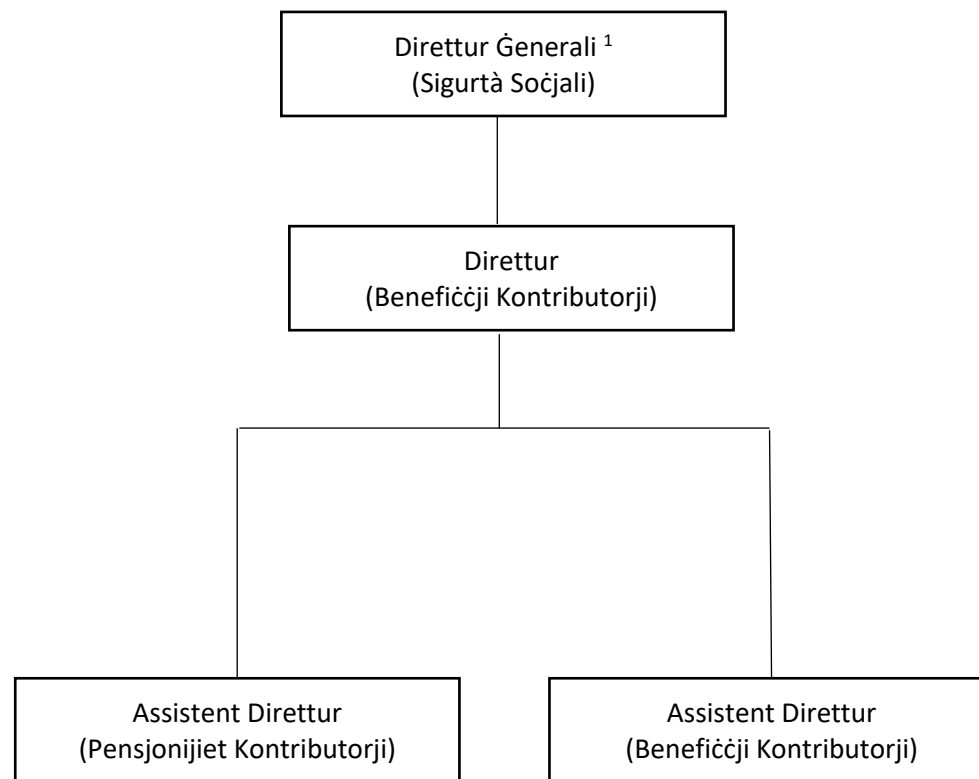 Direttur Ġenerali ¹
(Sigurtà Soċjali)
Direttur
(Benefiċċji Kontributorji)
Assistent Direttur
(Pensjonijiet Kontributorji)
Assistent Direttur
(Benefiċċji Kontributorji)